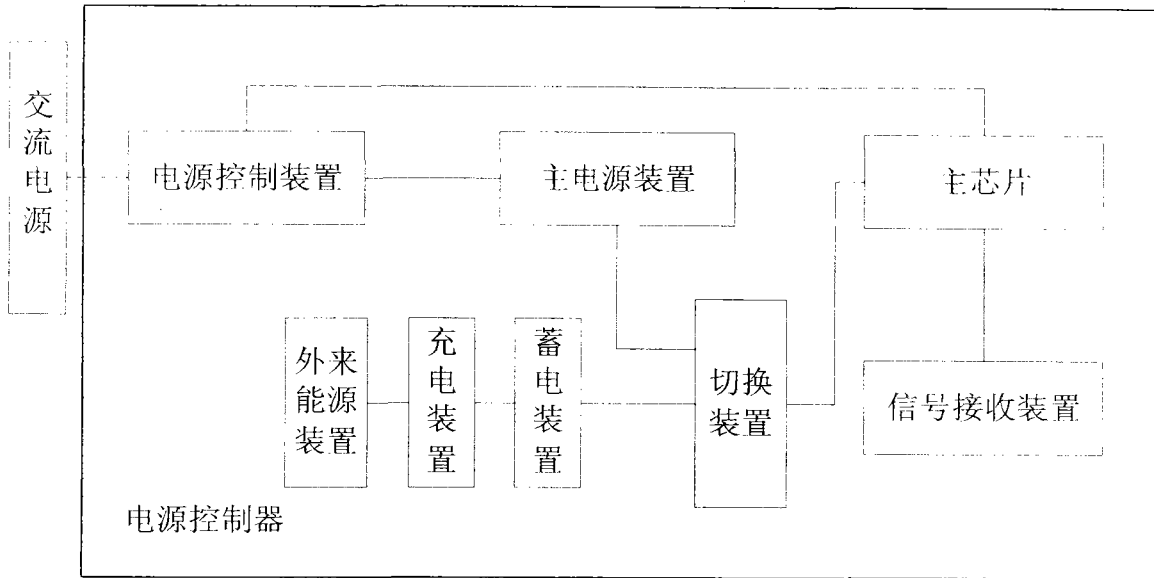 交流电源
电源控制装置
主电源装置
主芯片
外来
能源
装置
充电装置
蓄电装置
切换
装置
信号接收装置
电源控制器